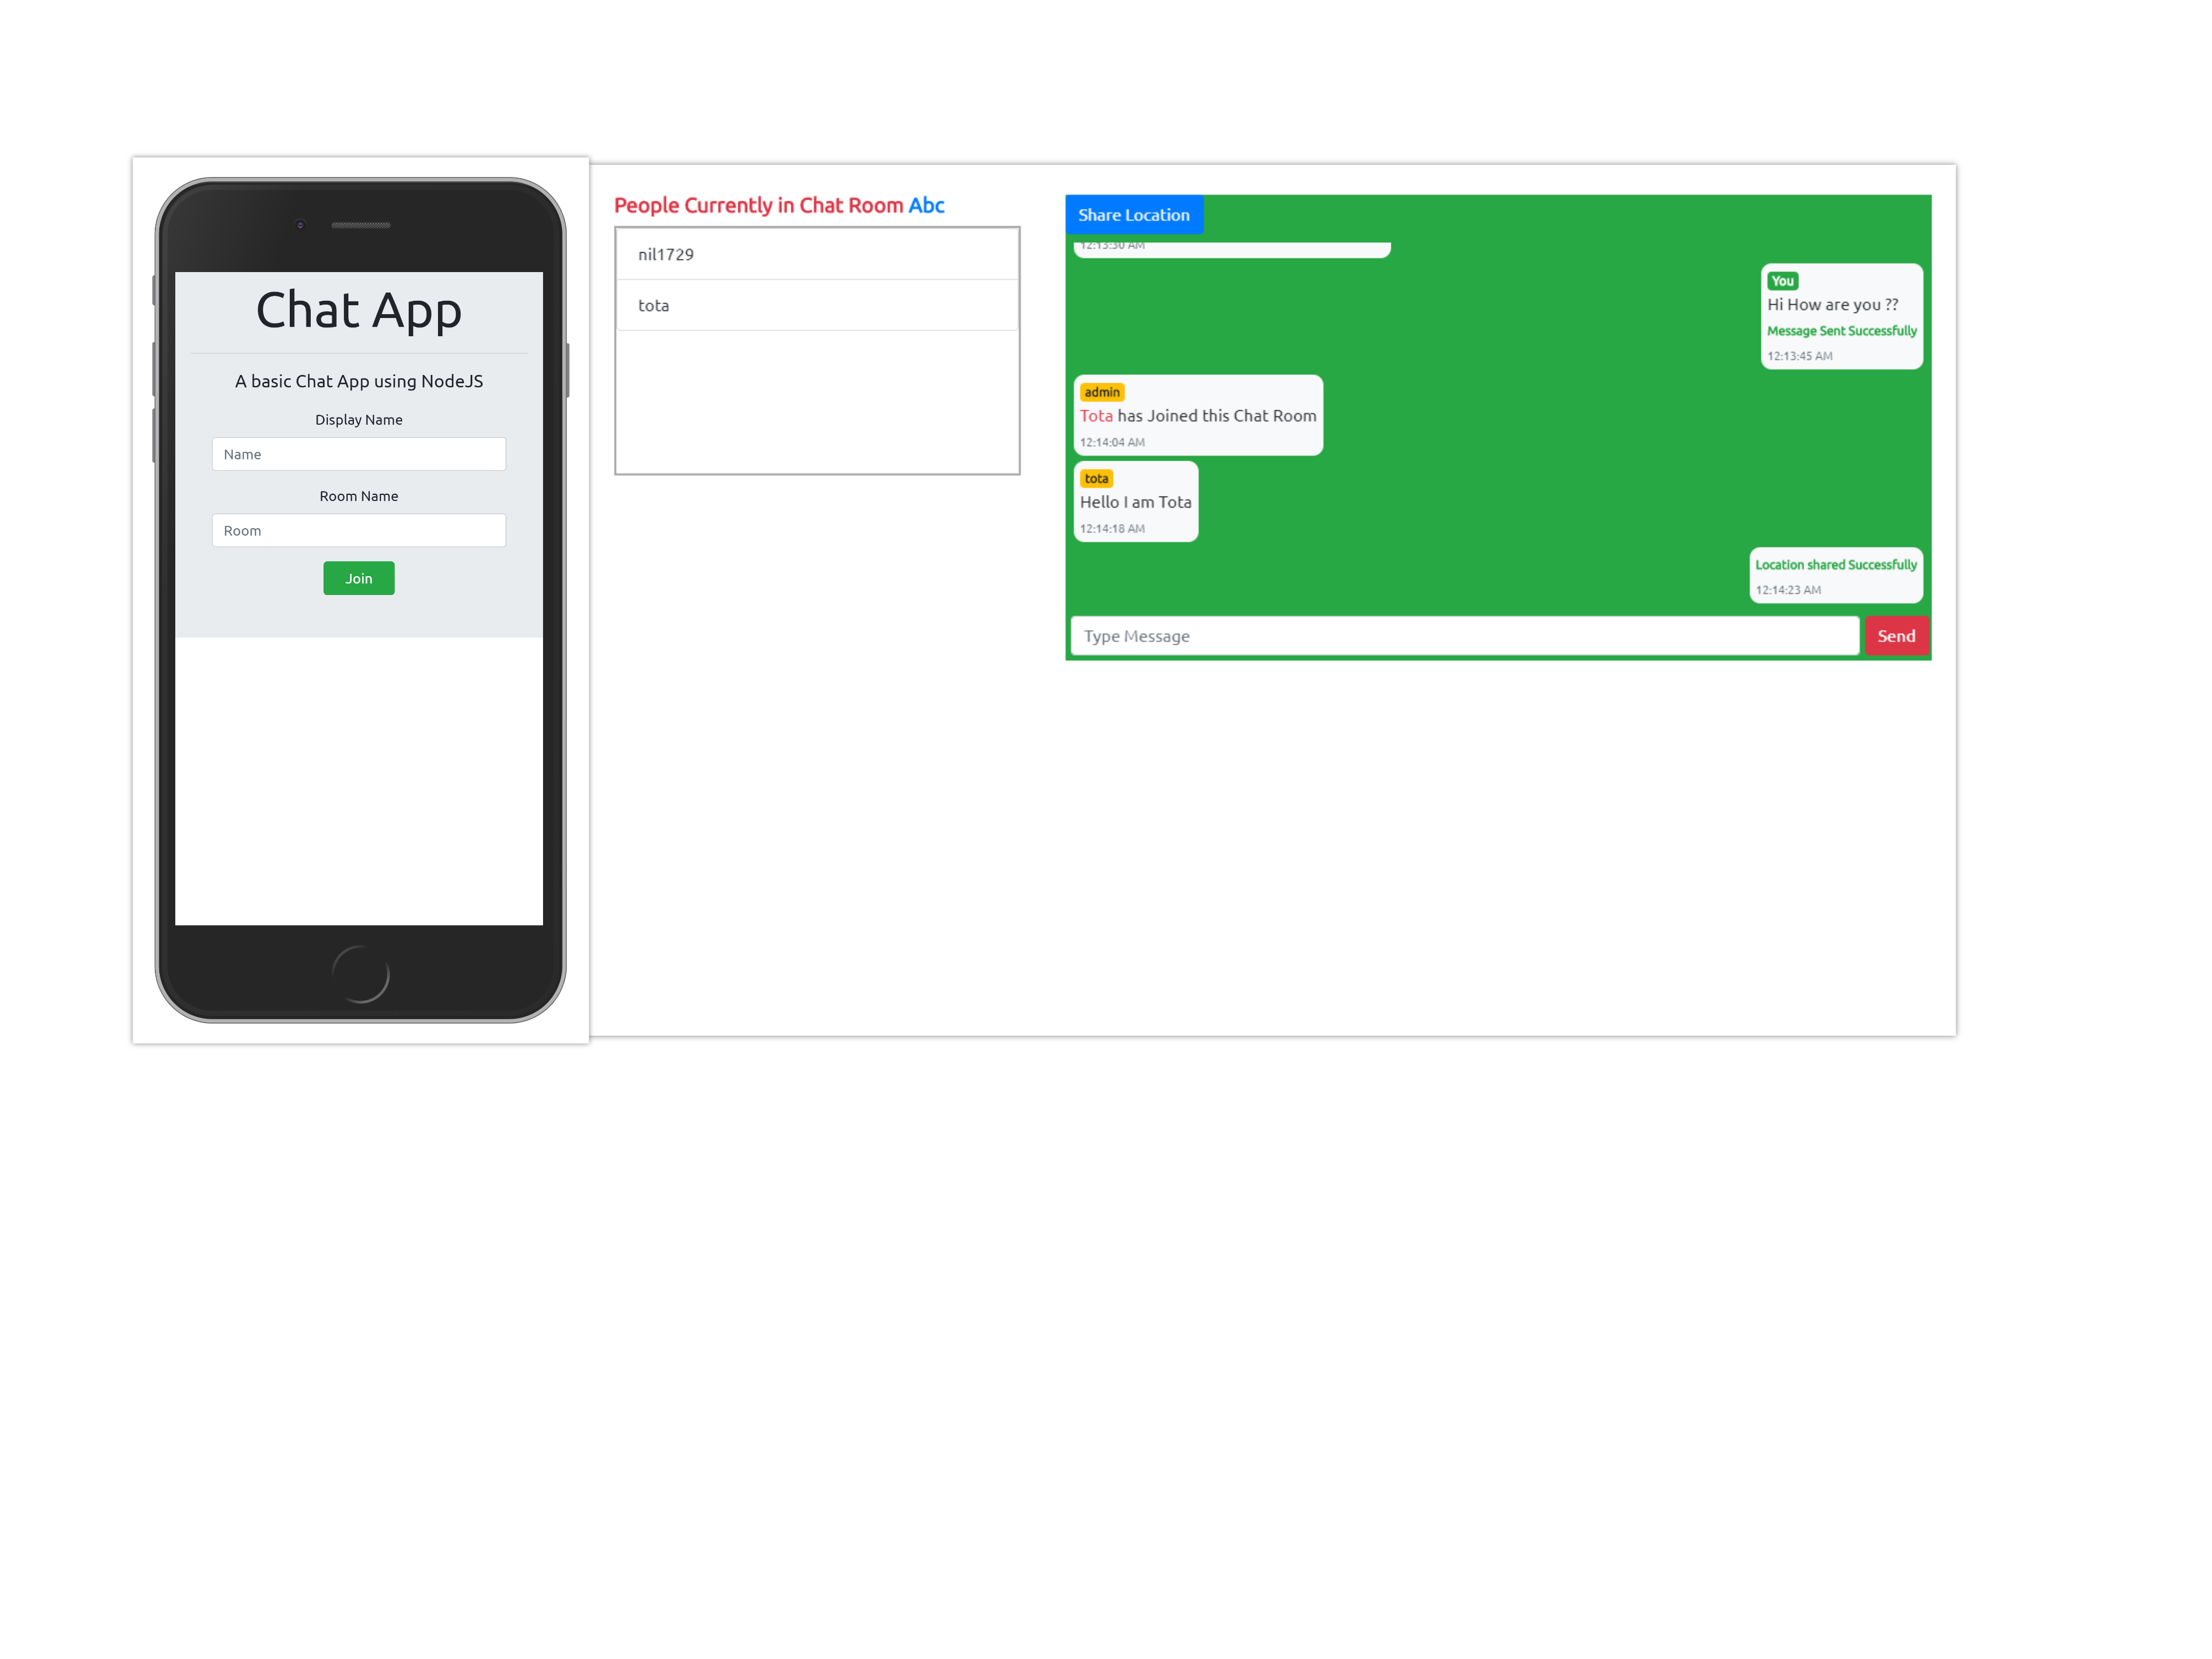 Chat App
A basic Chat App using NodeJS
Display Name
Name
Room Name
Room
Join
People Currently in Chat Room Abc
nil1729
tota
Share Location
12:13:30 AM
You
Hi How are you ??
Message Sent Successfully
12:13:45 AM
admin
Tota has Joined this Chat Room
12:14:04 AM
tota
Hello I am Tota
12:14:18 AM
Location shared Successfully
12:14:23 AM
Type Message
Send